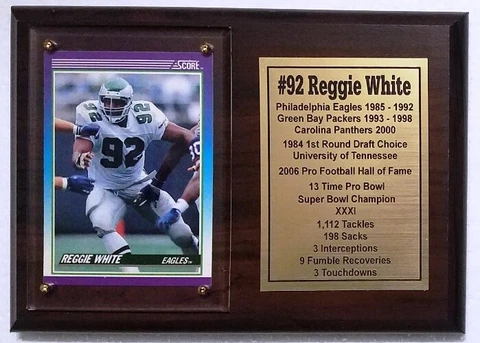 SCORE
92
92
REGGIE WHITE
EAGLES
#92 Reggie White
Philadelphia Eagles 1985 - 1992
Green Bay Packers 1993 - 1998
Carolina Panthers 2000
1984 1st Round Draft Choice
University of Tennessee
2006 Pro Football Hall of Fame
13 Time Pro Bowl
Super Bowl Champion
XXXI
1,112 Tackles
198 Sacks
3 Interceptions
9 Fumble Recoveries
3 Touchdowns